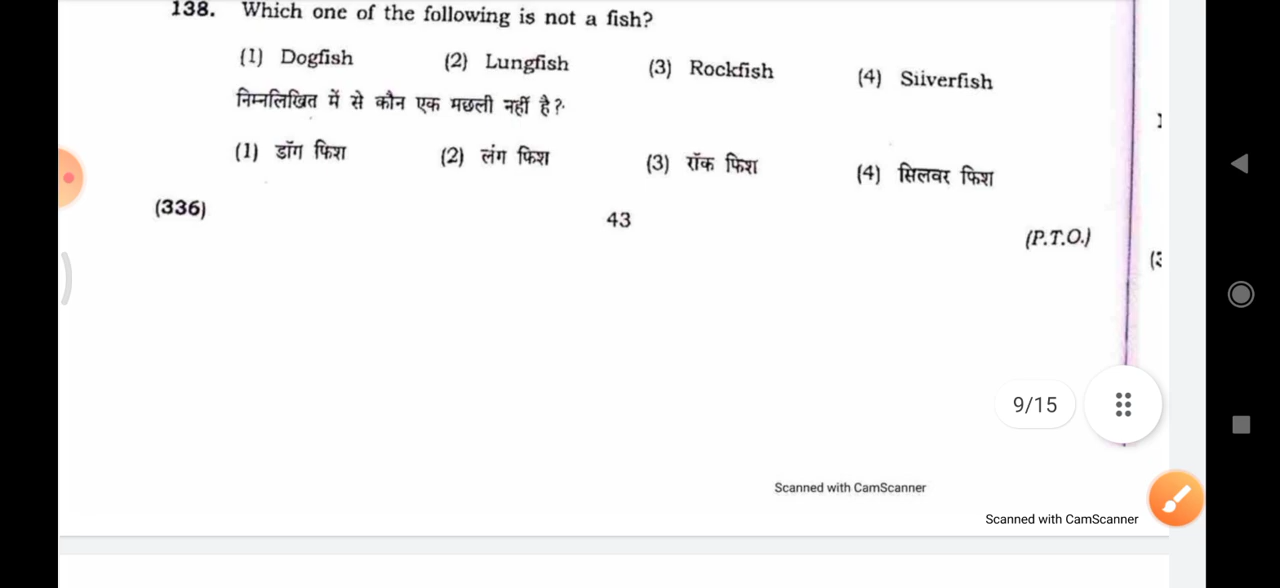 138. Which one of the following is not a fish?
(1) Dogfish (2) Lungfish (3) Rockfish (4) Siiverfish
निम्नलिखित में से कौन एक मछली नहीं है?
(1) डॉग फिश (2) लंग फिश (3) रॉक फिश (4) सिलवर फिश
(336) 43 (P.T.O.)
9/15
Scanned with CamScanner
Scanned with CamScanner